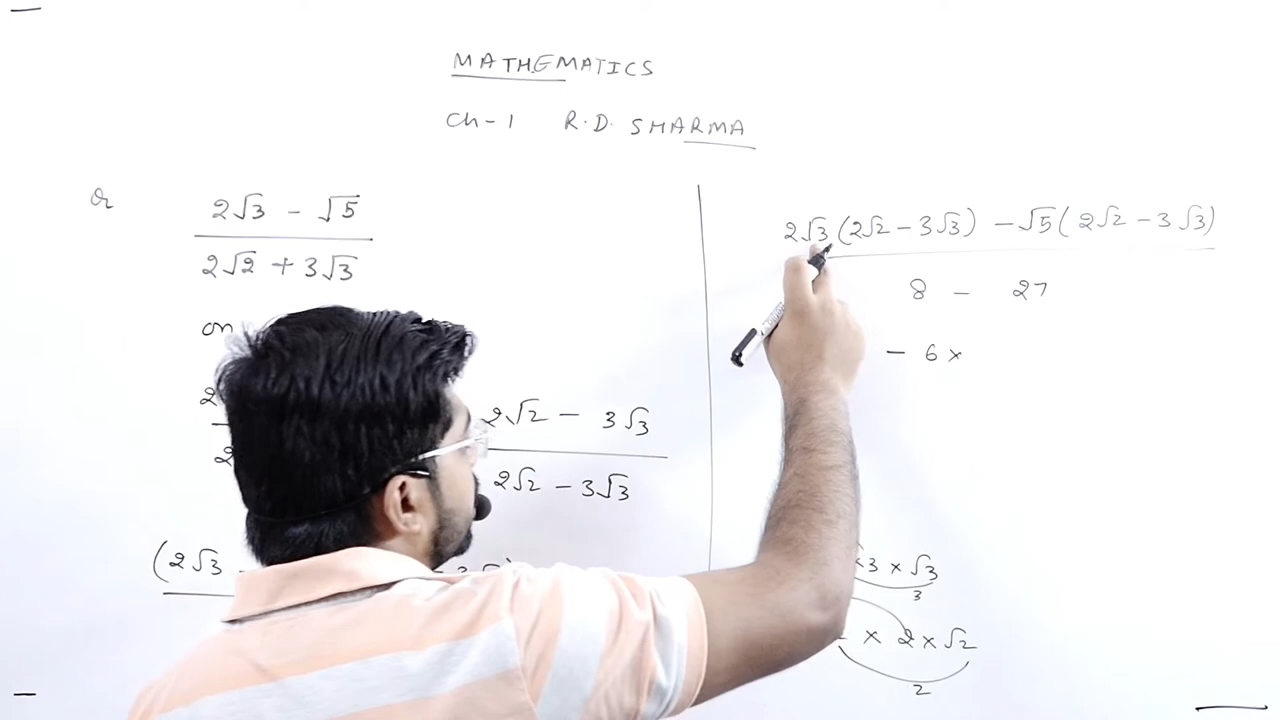 MATHEMATICS
Ch-1 R.D. SHARMA
2√3 - √5
2√2 + 3√3
on
2√2 - 3√3
2√2 - 3√3
(2√3
2√3(2√2 - 3√3) - √5(2√2 - 3√3)
8 - 27
- 6×
3 × √3
3
× 2 × √2
2